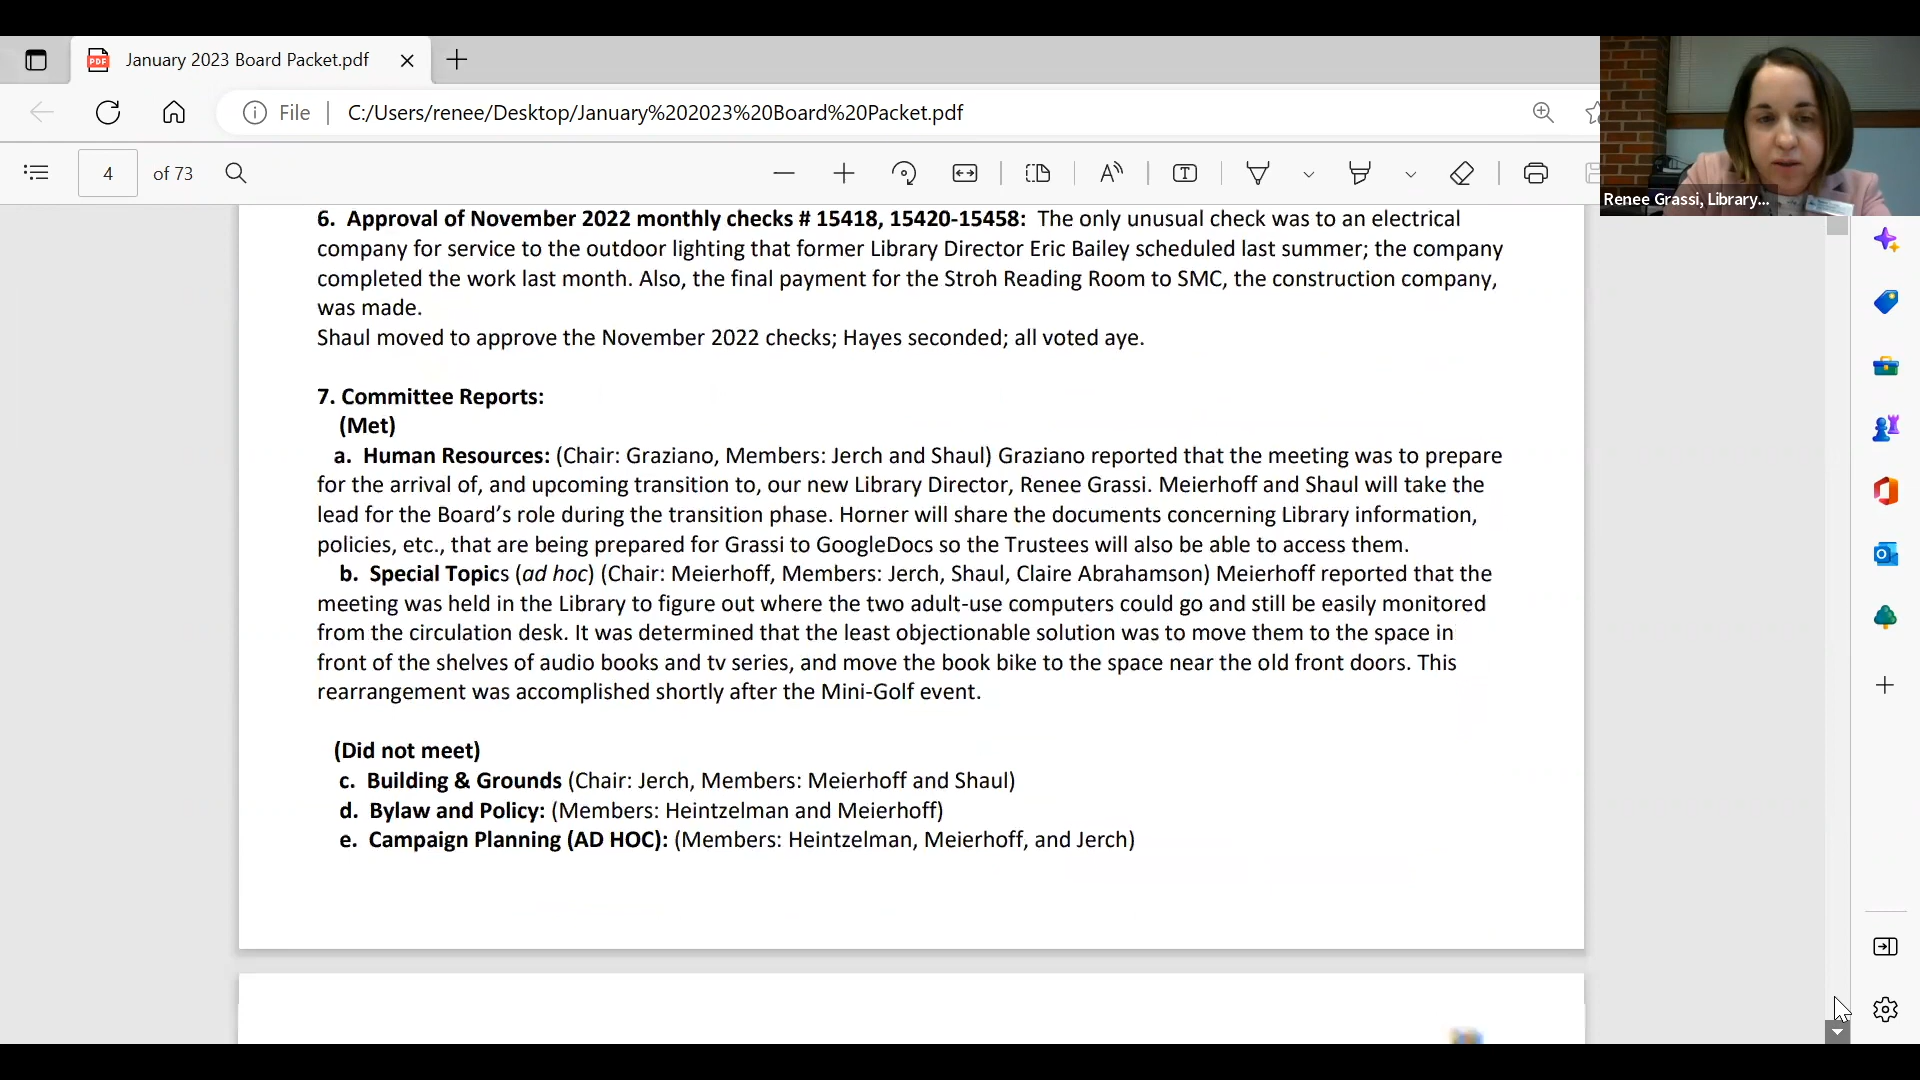 January 2023 Board Packet.pdf
File
C:/Users/renee/Desktop/January%202023%20Board%20Packet.pdf
4 of 73
Renee Grassi, Library...
6. Approval of November 2022 monthly checks # 15418, 15420-15458: The only unusual check was to an electrical
company for service to the outdoor lighting that former Library Director Eric Bailey scheduled last summer; the company
completed the work last month. Also, the final payment for the Stroh Reading Room to SMC, the construction company,
was made.
Shaul moved to approve the November 2022 checks; Hayes seconded; all voted aye.
7. Committee Reports:
(Met)
a. Human Resources: (Chair: Graziano, Members: Jerch and Shaul) Graziano reported that the meeting was to prepare
for the arrival of, and upcoming transition to, our new Library Director, Renee Grassi. Meierhoff and Shaul will take the
lead for the Board’s role during the transition phase. Horner will share the documents concerning Library information,
policies, etc., that are being prepared for Grassi to GoogleDocs so the Trustees will also be able to access them.
b. Special Topics (ad hoc) (Chair: Meierhoff, Members: Jerch, Shaul, Claire Abrahamson) Meierhoff reported that the
meeting was held in the Library to figure out where the two adult-use computers could go and still be easily monitored
from the circulation desk. It was determined that the least objectionable solution was to move them to the space in
front of the shelves of audio books and tv series, and move the book bike to the space near the old front doors. This
rearrangement was accomplished shortly after the Mini-Golf event.
(Did not meet)
c. Building & Grounds (Chair: Jerch, Members: Meierhoff and Shaul)
d. Bylaw and Policy: (Members: Heintzelman and Meierhoff)
e. Campaign Planning (AD HOC): (Members: Heintzelman, Meierhoff, and Jerch)